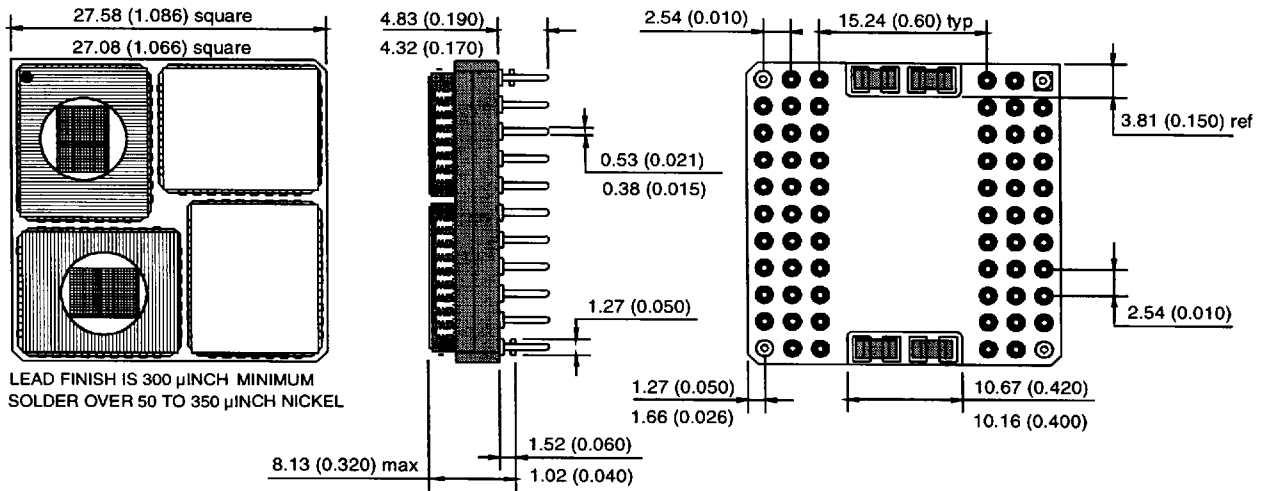 27.58 (1.086) square
27.08 (1.066) square
LEAD FINISH IS 300 µINCH MINIMUM
SOLDER OVER 50 TO 350 µINCH NICKEL
4.83 (0.190)
4.32 (0.170)
0.53 (0.021)
0.38 (0.015)
1.27 (0.050)
1.52 (0.060)
8.13 (0.320) max
1.02 (0.040)
2.54 (0.010)
15.24 (0.60) typ
3.81 (0.150) ref
2.54 (0.010)
1.27 (0.050)
1.66 (0.026)
10.67 (0.420)
10.16 (0.400)